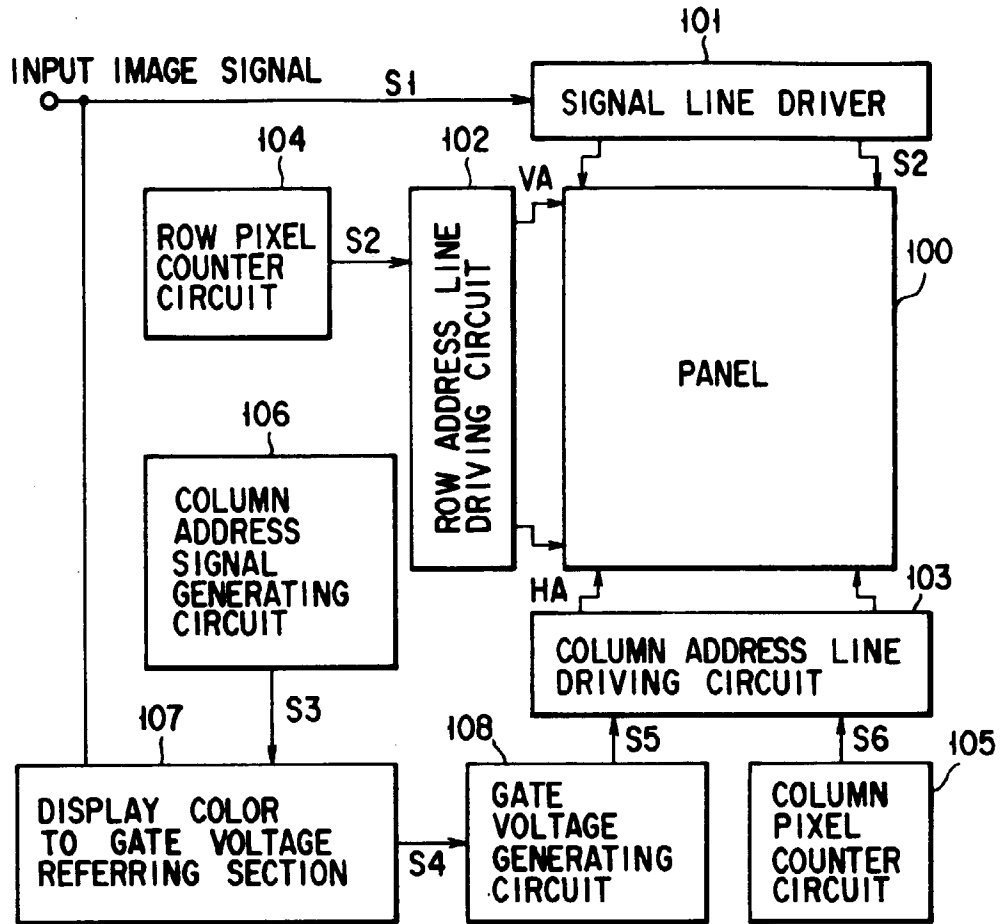 101
INPUT IMAGE SIGNAL
S1
SIGNAL LINE DRIVER
104
102
VA
S2
ROW PIXEL
COUNTER
CIRCUIT
S2
ROW ADDRESS LINE
DRIVING CIRCUIT
100
PANEL
106
COLUMN
ADDRESS
SIGNAL
GENERATING
CIRCUIT
HA
103
COLUMN ADDRESS LINE
DRIVING CIRCUIT
S3
107
108
S5
S6
105
DISPLAY COLOR
TO GATE VOLTAGE
REFERRING SECTION
S4
GATE
VOLTAGE
GENERATING
CIRCUIT
COLUMN
PIXEL
COUNTER
CIRCUIT